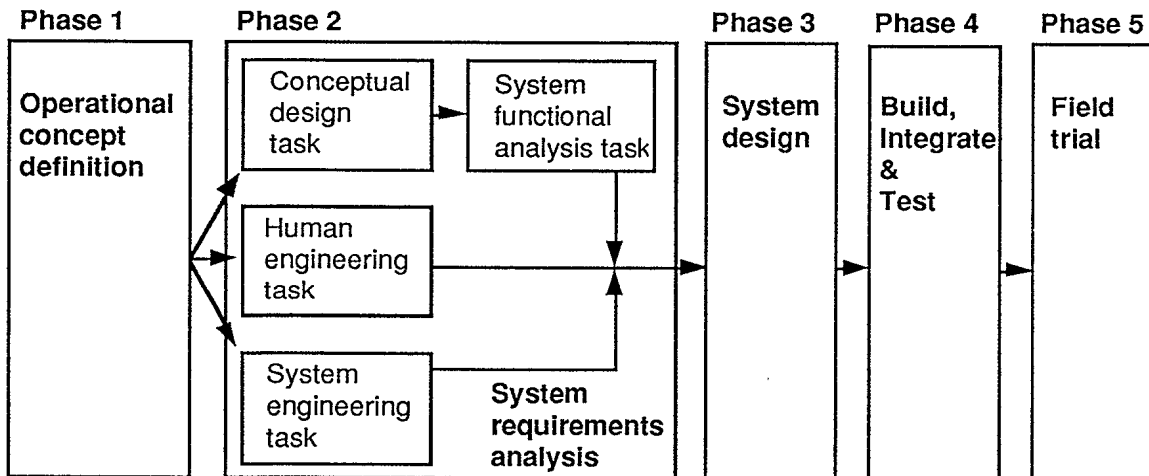 Phase 1
Operational
concept
definition
Phase 2
Conceptual
design
task
System
functional
analysis task
Human
engineering
task
System
engineering
task
System
requirements
analysis
Phase 3
System
design
Phase 4
Build,
Integrate
&
Test
Phase 5
Field
trial